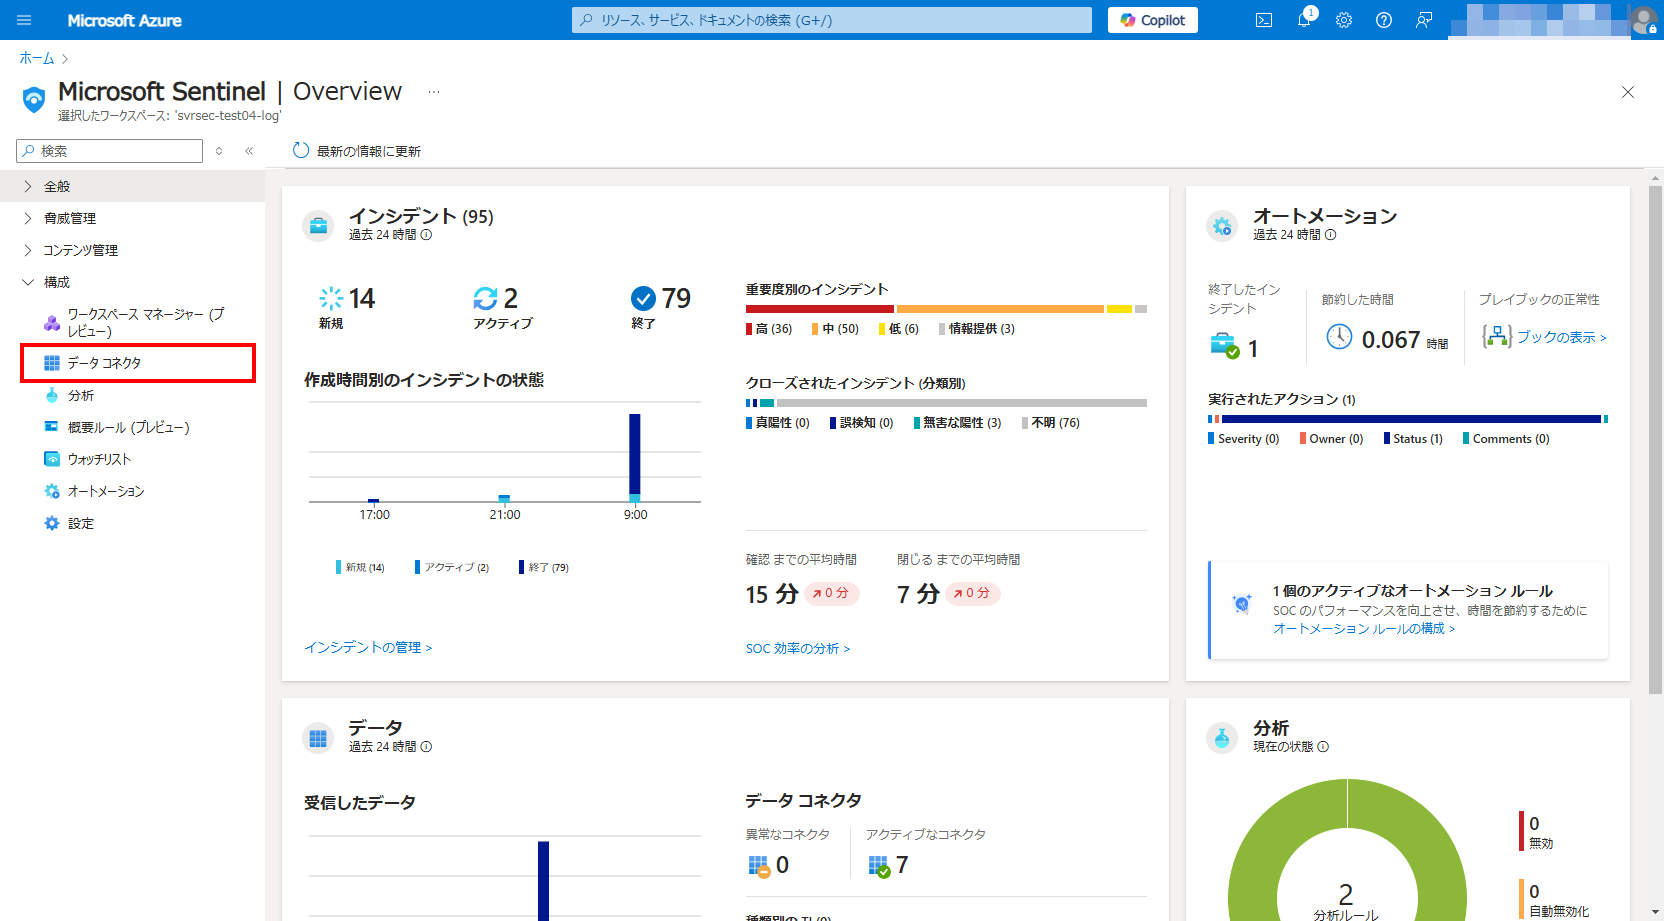 Microsoft Azure
リソース、サービス、ドキュメントの検索 (G+/)
Copilot
1
ホーム >
Microsoft Sentinel | Overview ...
選択したワークスペース: 'svrsec-test04-log'
検索
最新の情報に更新
全般
脅威管理
コンテンツ管理
構成
ワークスペース マネージャー (プ
レビュー)
データ コネクタ
分析
概要ルール (プレビュー)
ウォッチリスト
オートメーション
設定
インシデント (95)
過去 24 時間
14
新規
2
アクティブ
79
終了
作成時間別のインシデントの状態
17:00
21:00
9:00
新規 (14)
アクティブ (2)
終了 (79)
インシデントの管理 >
重要度別のインシデント
高 (36)
中 (50)
低 (6)
情報提供 (3)
クローズされたインシデント (分類別)
真陽性 (0)
誤検知 (0)
無害な陽性 (3)
不明 (76)
確認 までの平均時間
15 分
0 分
閉じる までの平均時間
7 分
0 分
SOC 効率の分析 >
オートメーション
過去 24 時間
終了したイン
シデント
1
節約した時間
0.067 時間
プレイブックの正常性
ブックの表示 >
実行されたアクション (1)
Severity (0)
Owner (0)
Status (1)
Comments (0)
1 個のアクティブなオートメーション ルール
SOC のパフォーマンスを向上させ、時間を節約するために
オートメーション ルールの構成 >
データ
過去 24 時間
受信したデータ
データ コネクタ
異常なコネクタ
0
アクティブなコネクタ
7
種類別の TI (0)
分析
現在の状態
2
分析ルール
0
無効
0
自動無効化